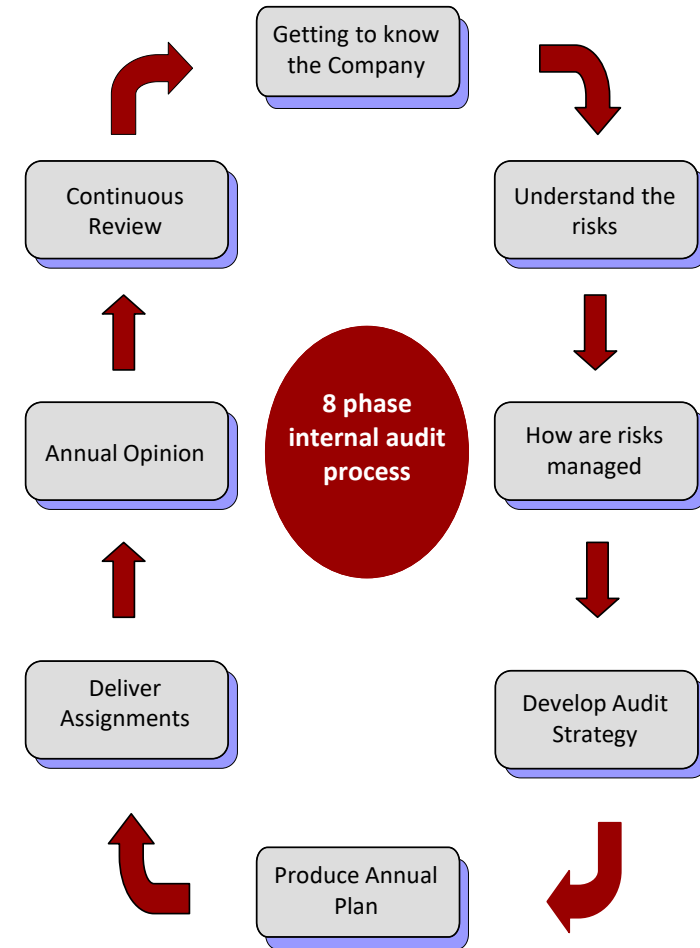 Getting to know
the Company
Understand the
risks
How are risks
managed
Develop Audit
Strategy
Produce Annual
Plan
Deliver
Assignments
Annual Opinion
Continuous
Review
8 phase
internal audit
process